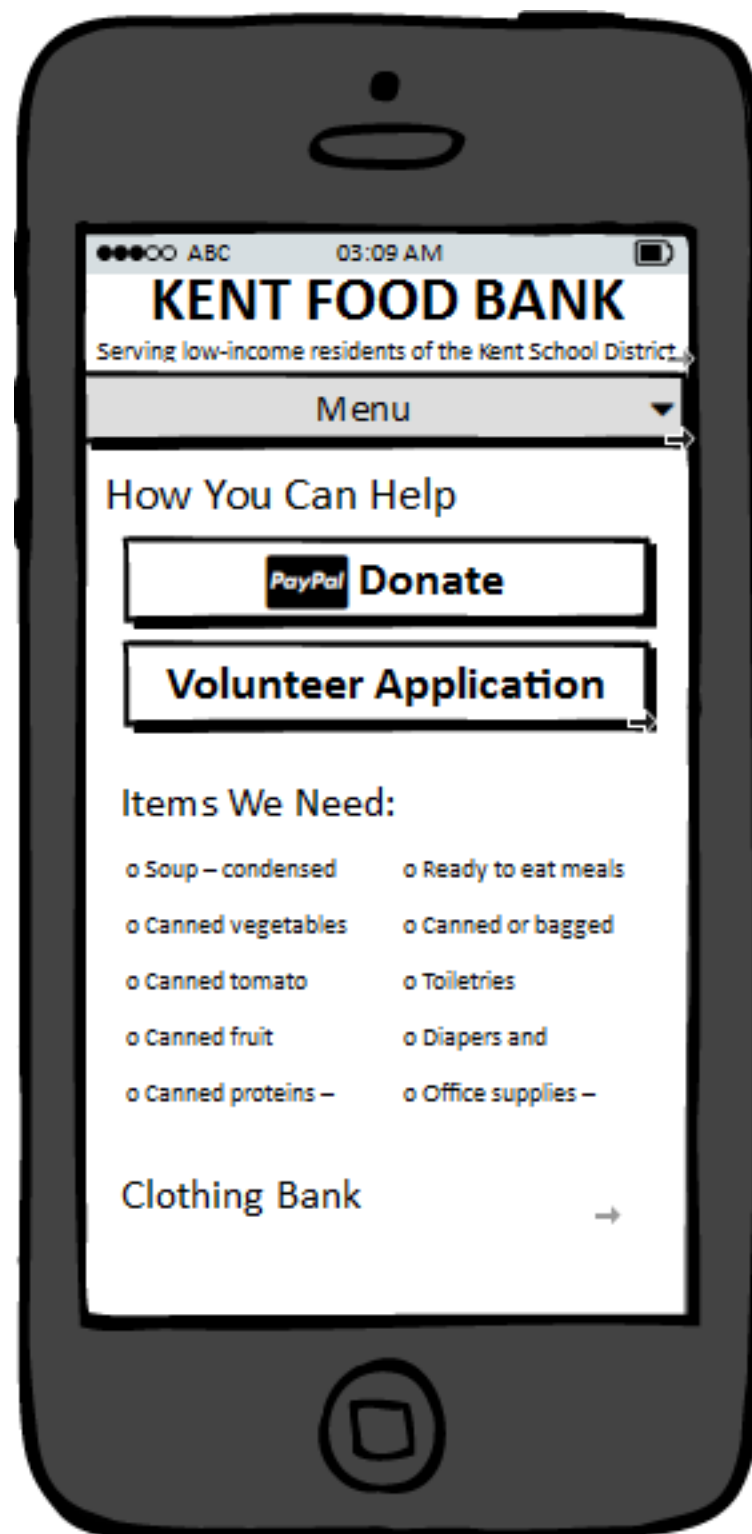 ABC 03:09 AM
KENT FOOD BANK
Serving low-income residents of the Kent School District
Menu
How You Can Help
PayPal Donate
Volunteer Application
Items We Need:
o Soup – condensed
o Canned vegetables
o Canned tomato
o Canned fruit
o Canned proteins –
o Ready to eat meals
o Canned or bagged
o Toiletries
o Diapers and
o Office supplies –
Clothing Bank